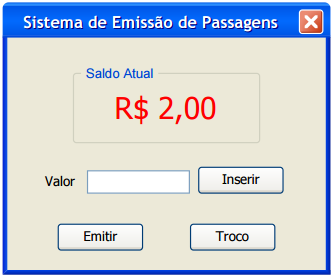 Sistema de Emissão de Passagens
Saldo Atual
R$ 2,00
Valor
Inserir
Emitir
Troco